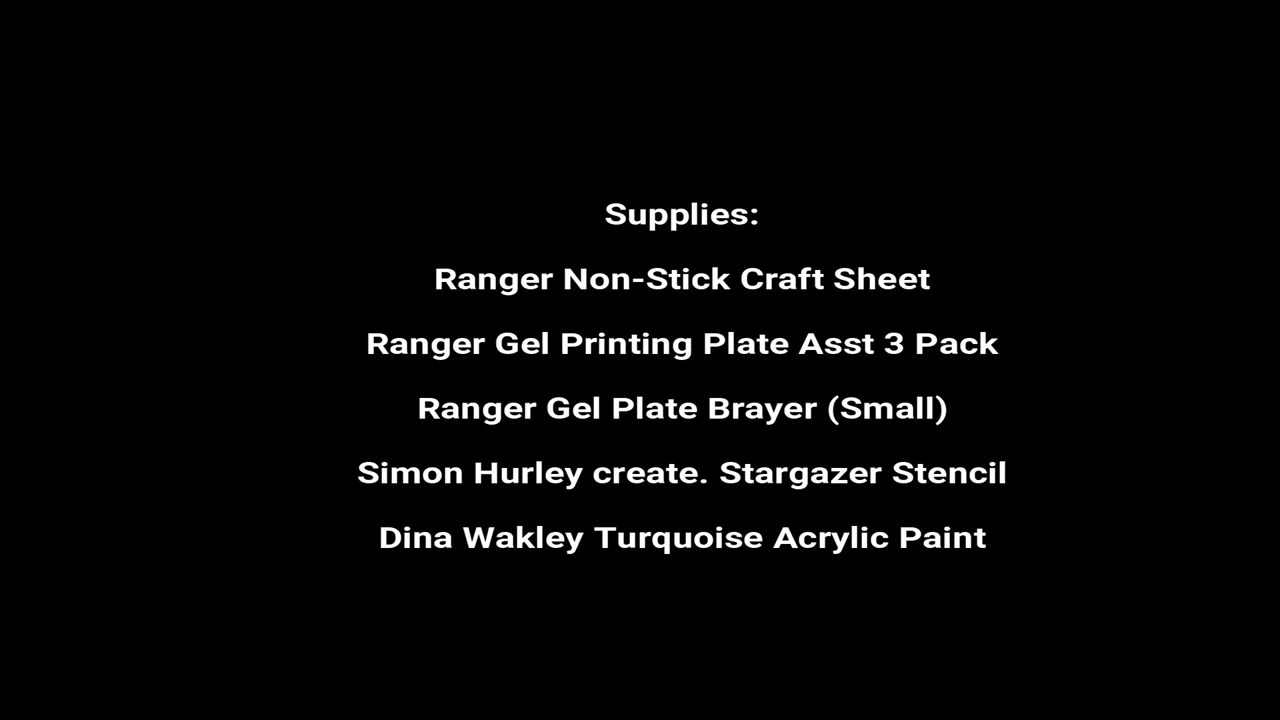 Supplies:
Ranger Non-Stick Craft Sheet
Ranger Gel Printing Plate Asst 3 Pack
Ranger Gel Plate Brayer (Small)
Simon Hurley create. Stargazer Stencil
Dina Wakley Turquoise Acrylic Paint